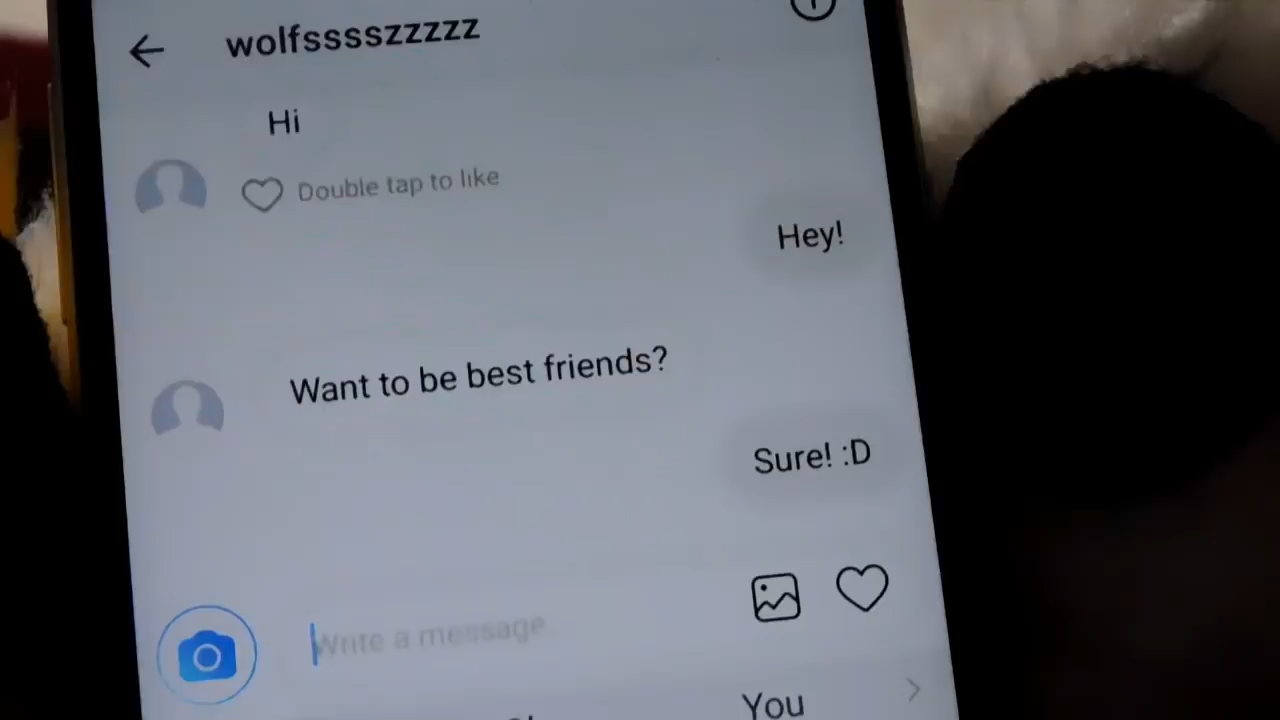 wolfsssszzzzz
Hi
Double tap to like
Hey!
Want to be best friends?
Sure! :D
Write a message
You